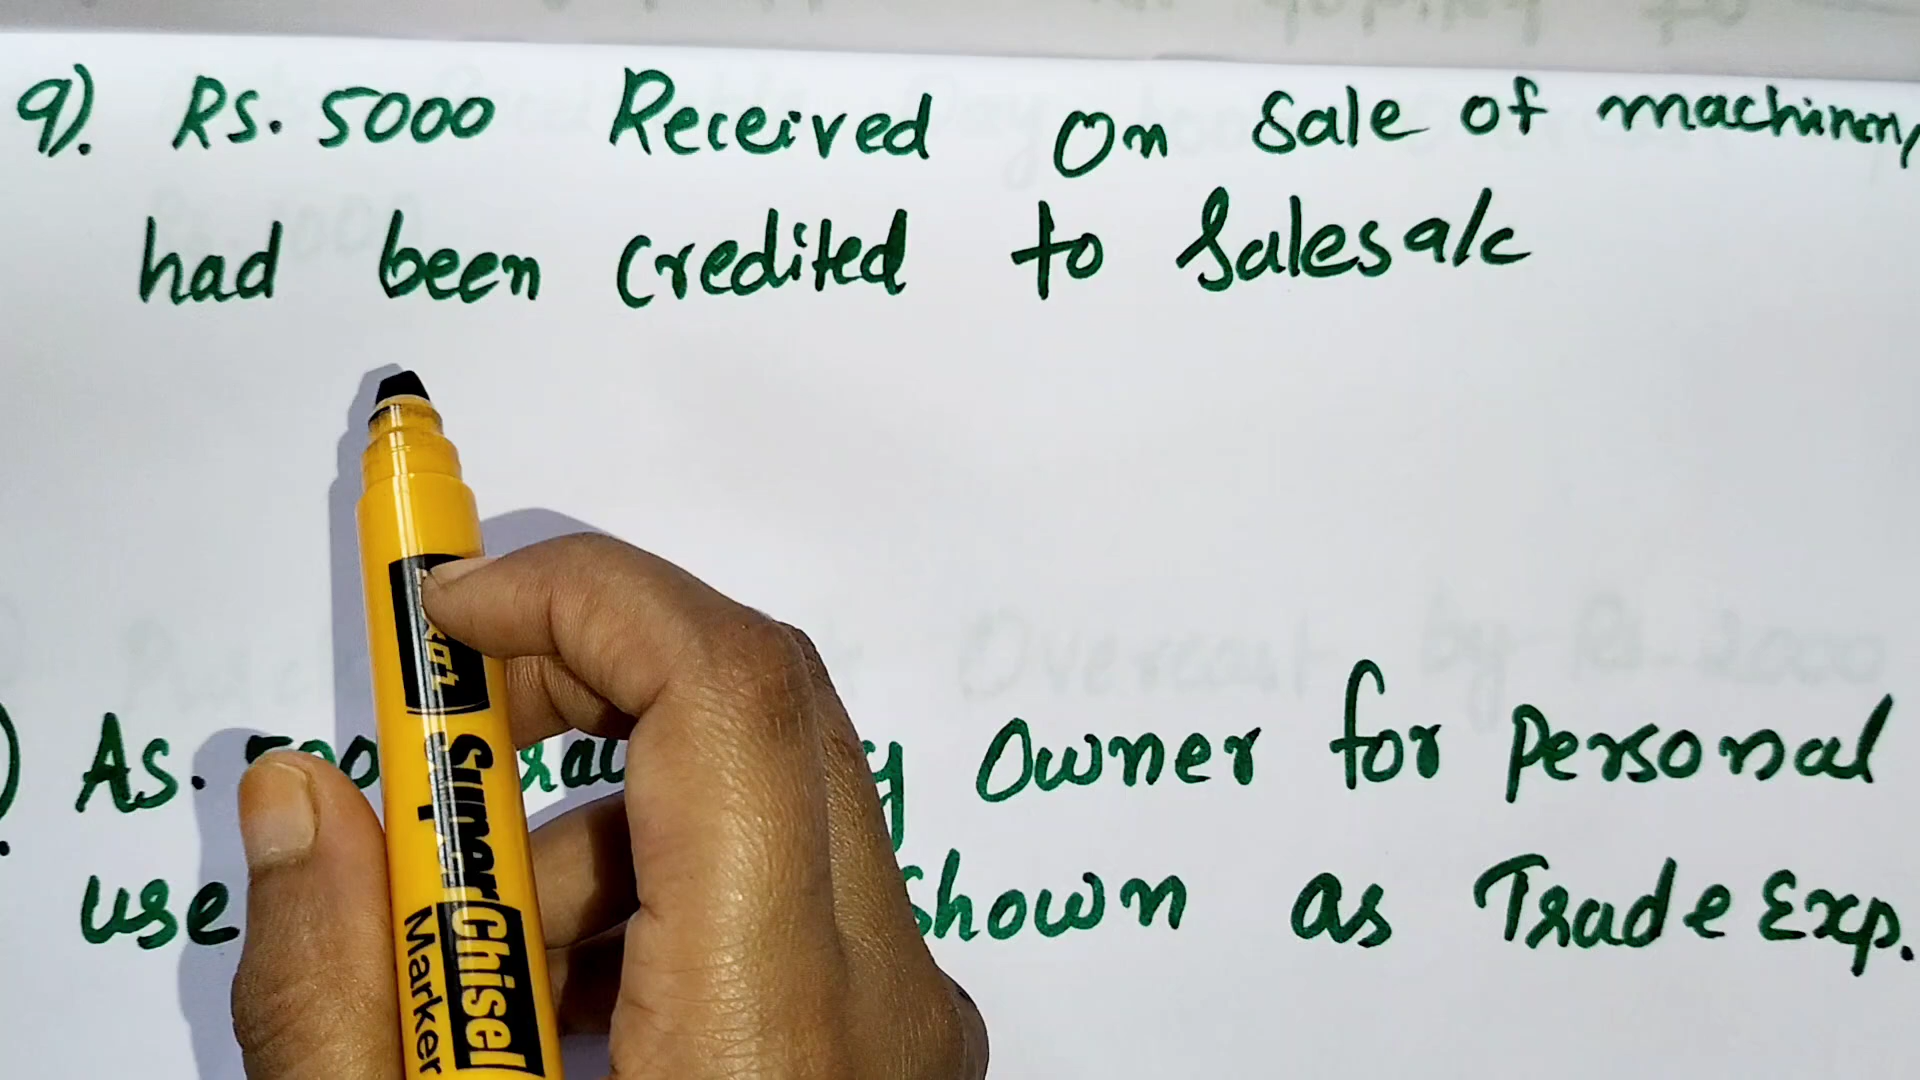 9). Rs. 5000 Received On Sale of machinery
had been credited to Sales a/c
). As. Owner for Personal
use shown as Trade Exp.
Super Chisel
Marker